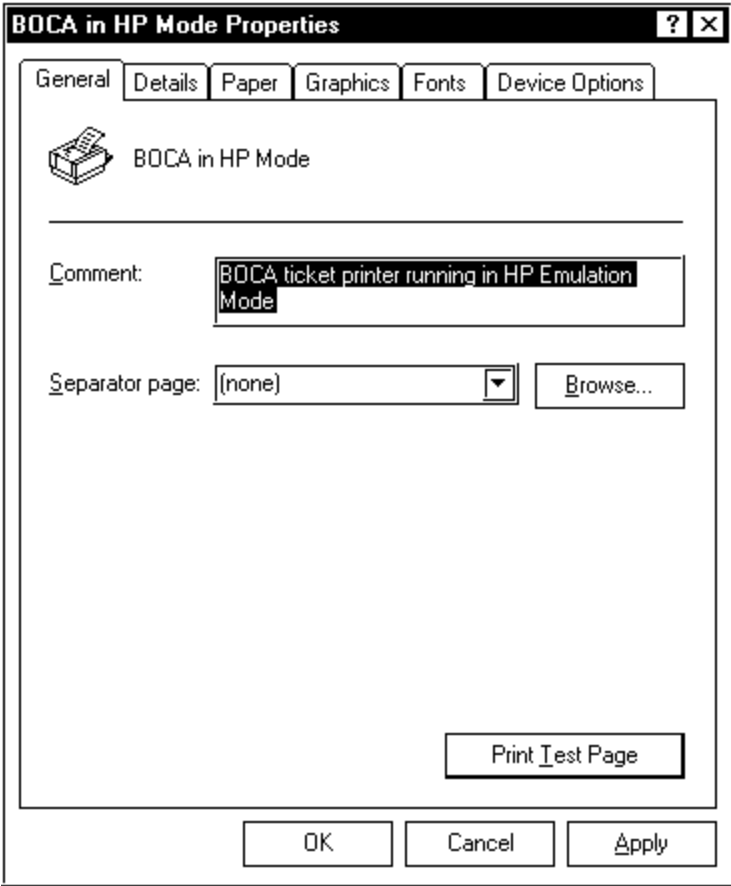 BOCA in HP Mode Properties ? ×
General Details Paper Graphics Fonts Device Options
BOCA in HP Mode
Comment: BOCA ticket printer running in HP Emulation
Mode
Separator page: (none) Browse...
Print Test Page
OK Cancel Apply